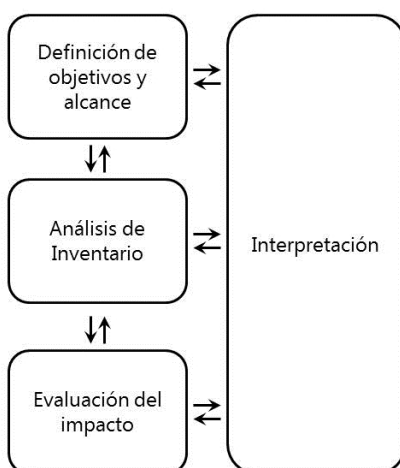 Definición de
objetivos y
alcance
Análisis de
Inventario
Interpretación
Evaluación del
impacto